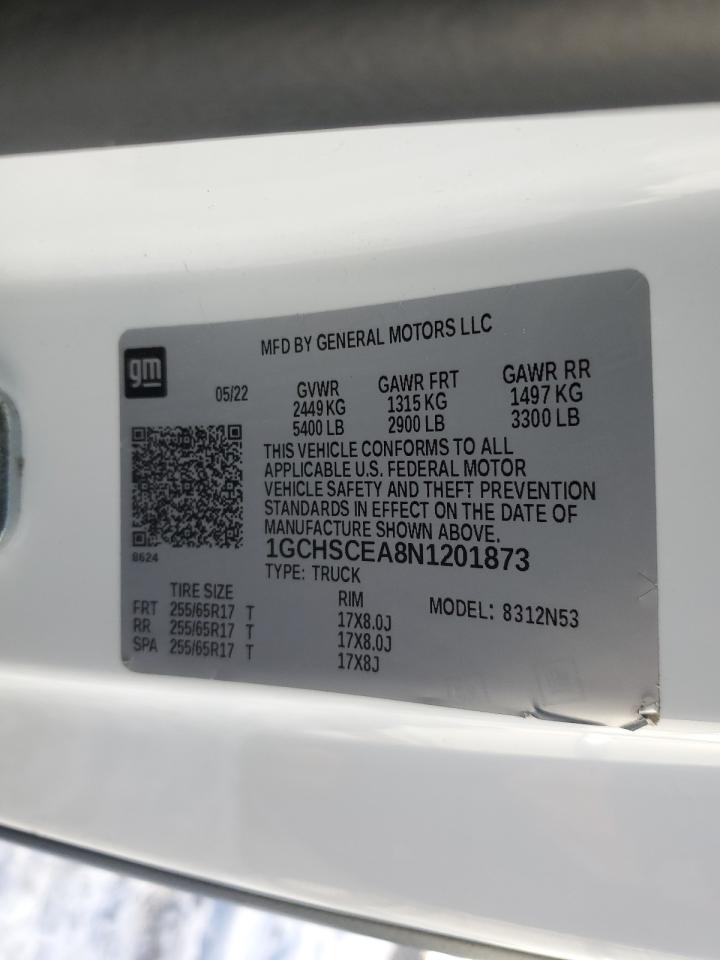 MFD BY GENERAL MOTORS LLC
gm
05/22
GVWR
2449 KG
5400 LB
GAWR FRT
1315 KG
2900 LB
GAWR RR
1497 KG
3300 LB
THIS VEHICLE CONFORMS TO ALL
APPLICABLE U.S. FEDERAL MOTOR
VEHICLE SAFETY AND THEFT PREVENTION
STANDARDS IN EFFECT ON THE DATE OF
MANUFACTURE SHOWN ABOVE.
8624
1GCHSCEA8N1201873
TYPE: TRUCK
MODEL: 8312N53
TIRE SIZE RIM
FRT 255/65R17 T 17X8.0J
RR 255/65R17 T 17X8.0J
SPA 255/65R17 T 17X8J